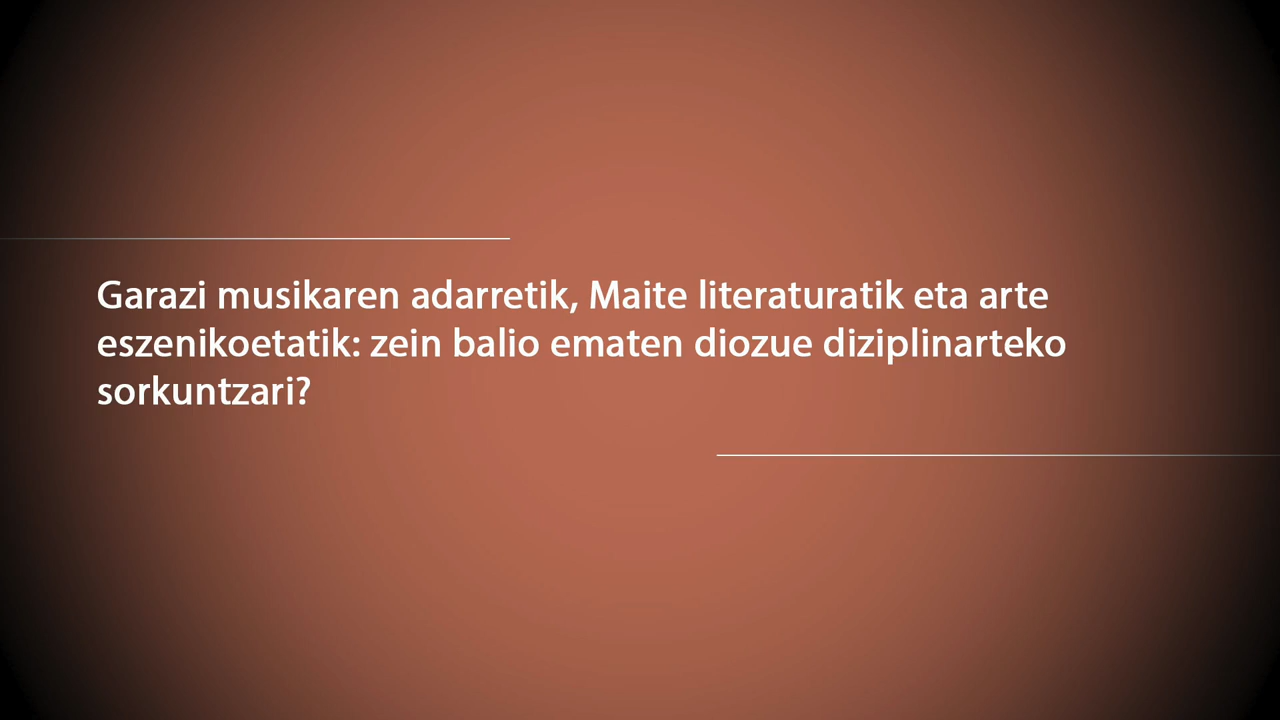 Garazi musikaren adarretik, Maite literaturatik eta arte
eszenikoetatik: zein balio ematen diozue diziplinarteko
sorkuntzari?